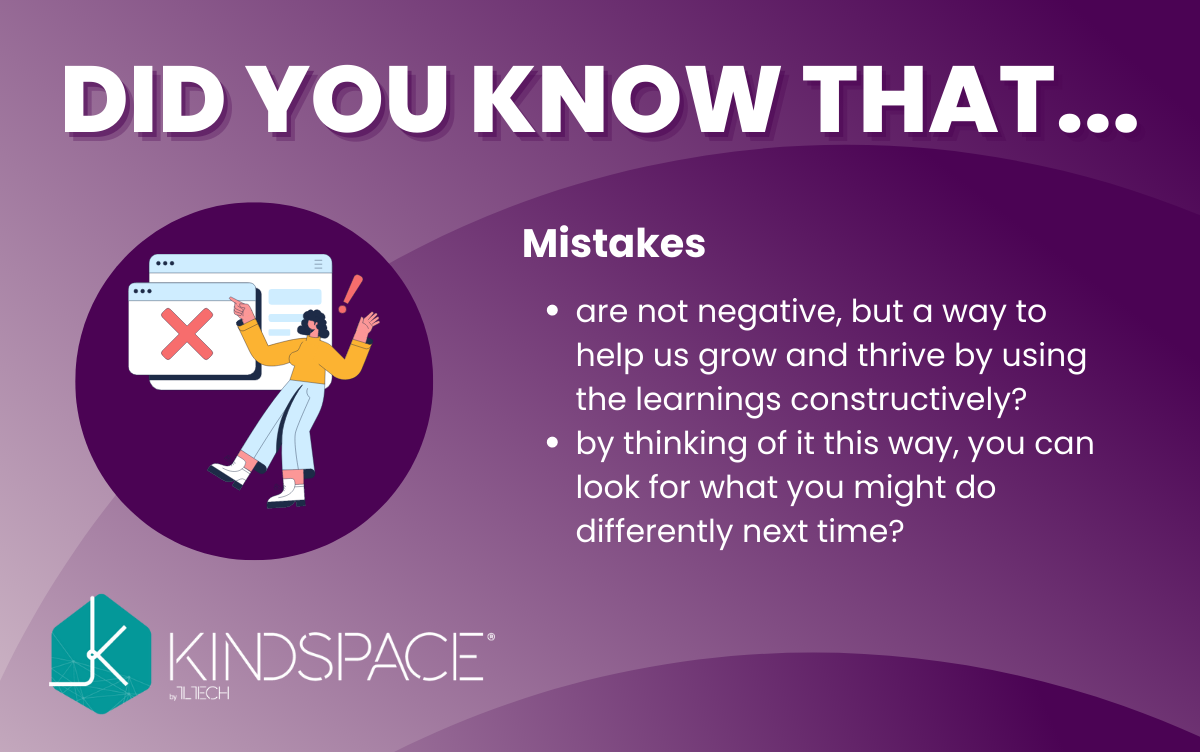 DID YOU KNOW THAT...
Mistakes
• are not negative, but a way to
help us grow and thrive by using
the learnings constructively?
• by thinking of it this way, you can
look for what you might do
differently next time?
KINDSPACE®
by TLTECH